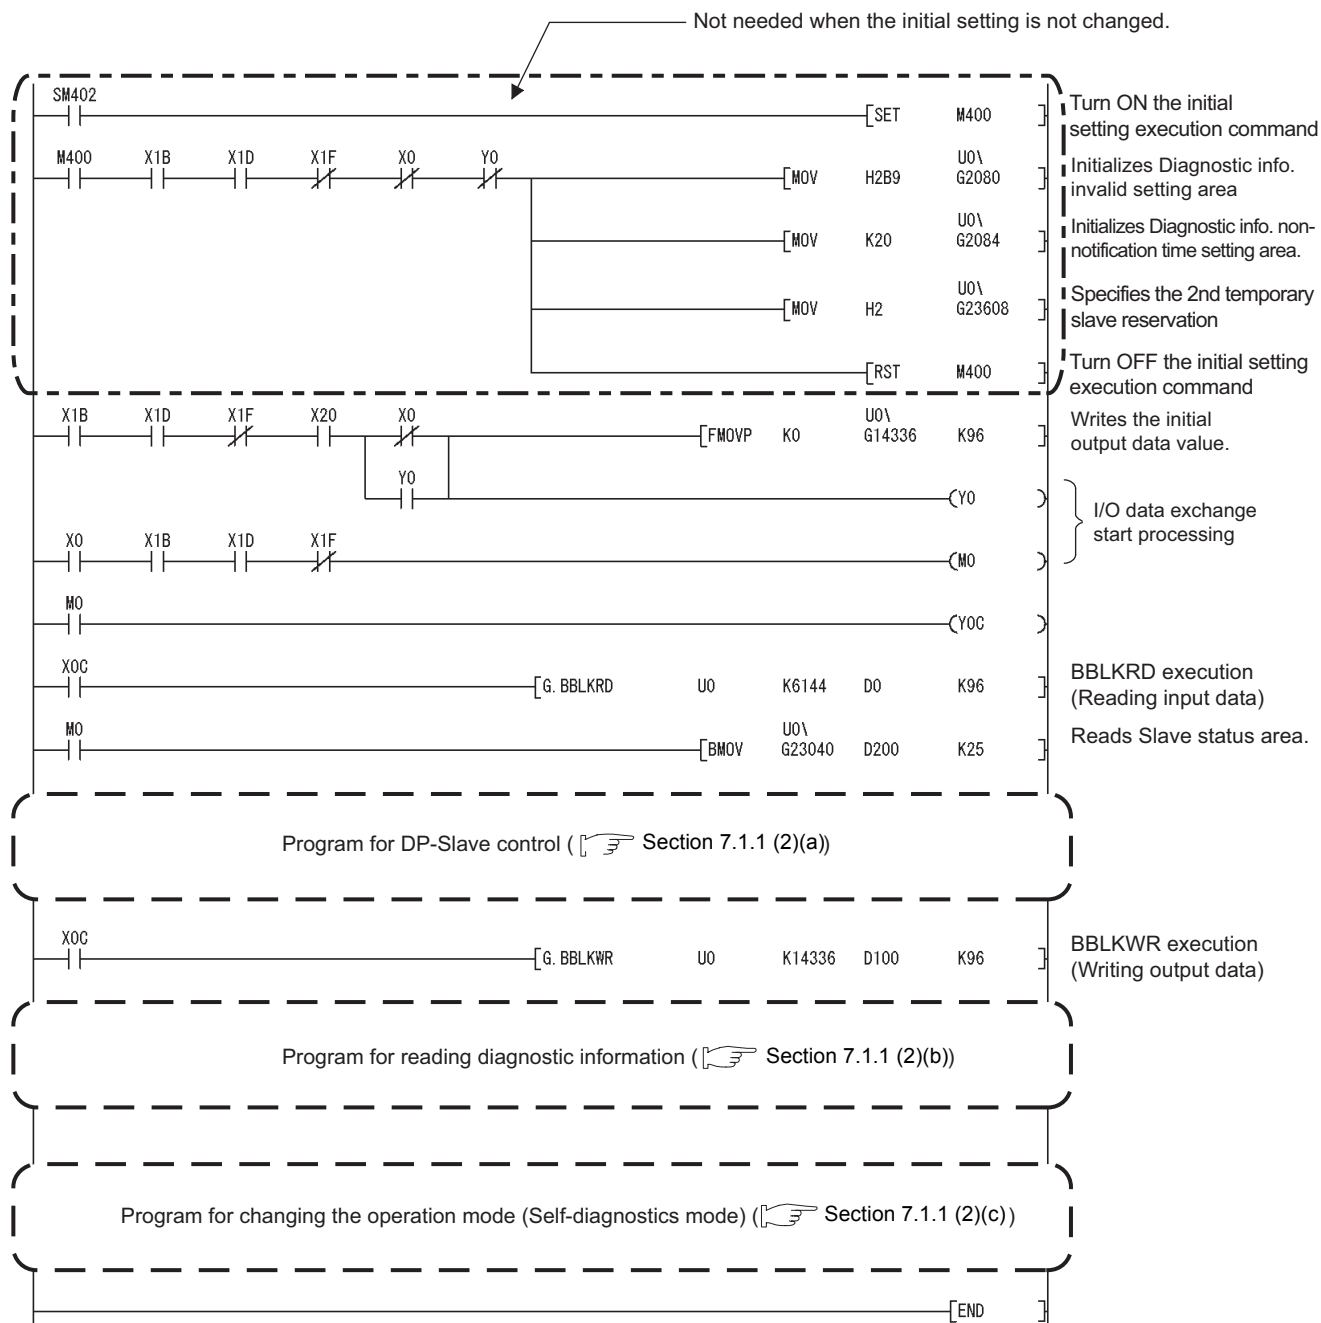 Not needed when the initial setting is not changed.
SM402
[SET M400 ]
Turn ON the initial
setting execution command
M400 X1B X1D X1F X0 Y0
[MOV H2B9 U0\
G2080 ]
Initializes Diagnostic info.
invalid setting area
[MOV K20 U0\
G2084 ]
Initializes Diagnostic info. non-
notification time setting area.
[MOV H2 U0\
G23608 ]
Specifies the 2nd temporary
slave reservation
[RST M400 ]
Turn OFF the initial setting
execution command
X1B X1D X1F X20 X0
[FMOVP K0 U0\
G14336 K96 ]
Writes the initial
output data value.
Y0
(Y0 )
I/O data exchange
start processing
X0 X1B X1D X1F
(M0 )
M0
(Y0C )
X0C
[G.BBLKRD U0 K6144 D0 K96 ]
BBLKRD execution
(Reading input data)
M0
[BMOV U0\
G23040 D200 K25 ]
Reads Slave status area.
Program for DP-Slave control ( Section 7.1.1 (2)(a))
X0C
[G.BBLKWR U0 K14336 D100 K96 ]
BBLKWR execution
(Writing output data)
Program for reading diagnostic information ( Section 7.1.1 (2)(b))
Program for changing the operation mode (Self-diagnostics mode) ( Section 7.1.1 (2)(c))
[END ]